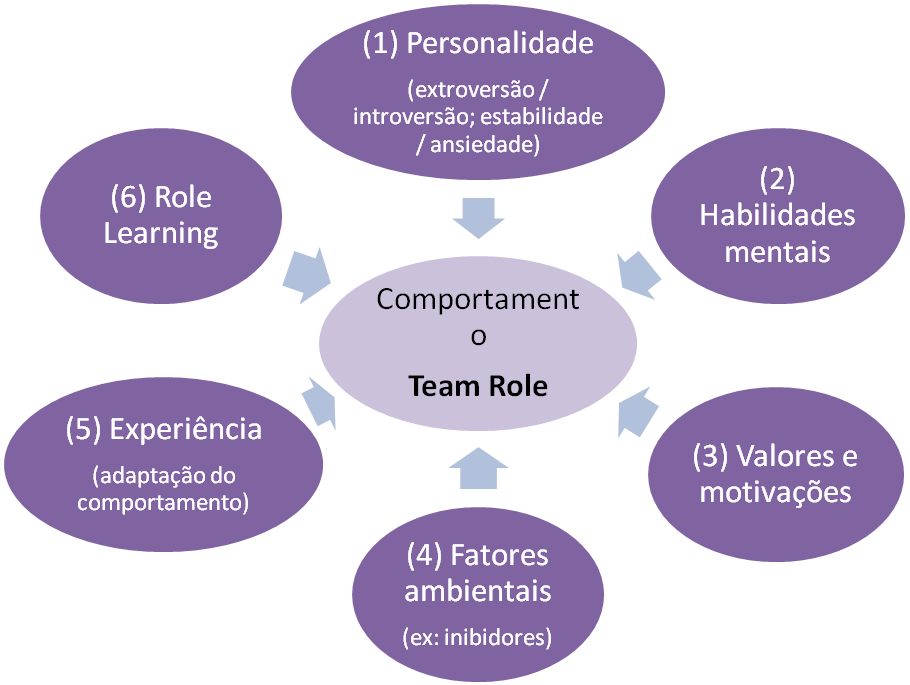 (1) Personalidade
(extroversão /
introversão; estabilidade
/ ansiedade)
(2)
Habilidades
mentais
(3) Valores e
motivações
(4) Fatores
ambientais
(ex: inibidores)
(5) Experiência
(adaptação do
comportamento)
(6) Role
Learning
Comportament
o
Team Role